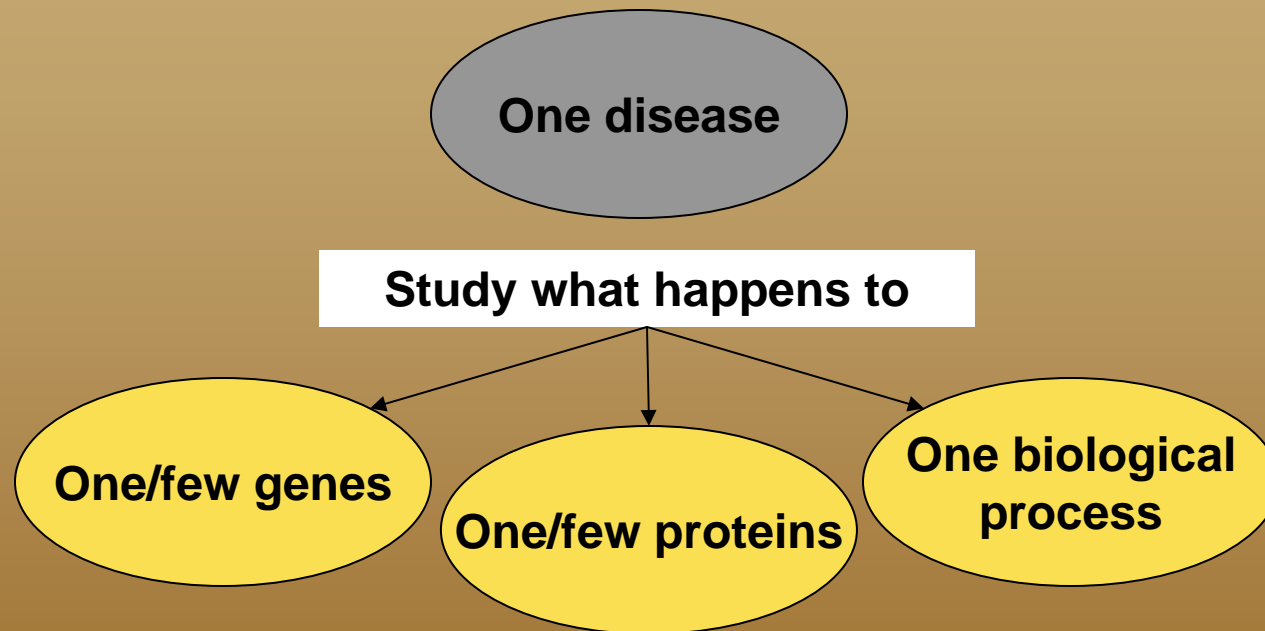 One disease
Study what happens to
One/few genes
One/few proteins
One biological
process